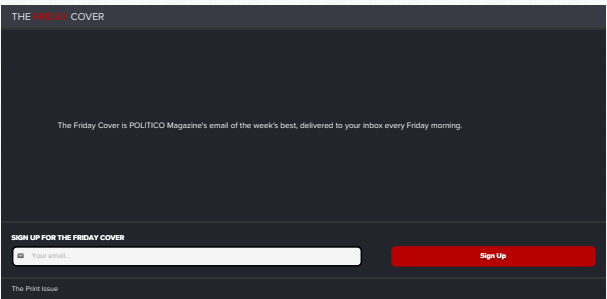 THE FRIDAY COVER
The Friday Cover is POLITICO Magazine's email of the week's best, delivered to your inbox every Friday morning.
SIGN UP FOR THE FRIDAY COVER
Your email...
Sign Up
The Print Issue